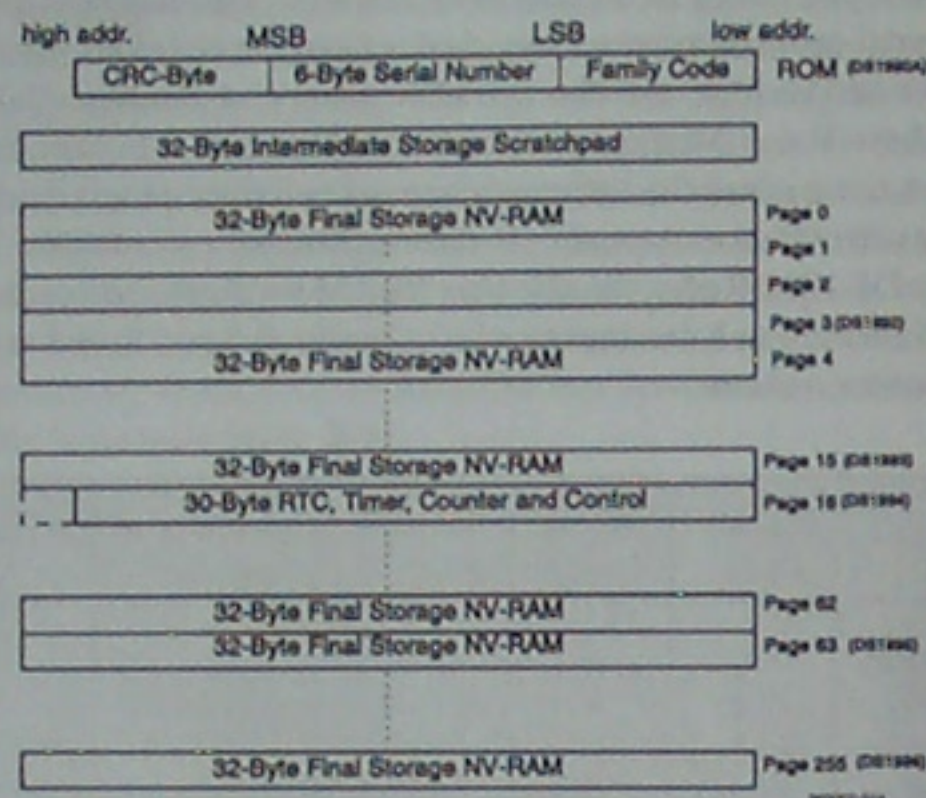 high addr. MSB LSB low addr.
CRC-Byte 6-Byte Serial Number Family Code ROM (DS1990A)
32-Byte Intermediate Storage Scratchpad
32-Byte Final Storage NV-RAM Page 0
Page 1
Page 2
Page 3
32-Byte Final Storage NV-RAM Page 4
32-Byte Final Storage NV-RAM Page 15
30-Byte RTC, Timer, Counter and Control Page 16 (DS1994)
32-Byte Final Storage NV-RAM Page 62
32-Byte Final Storage NV-RAM Page 63
32-Byte Final Storage NV-RAM Page 255